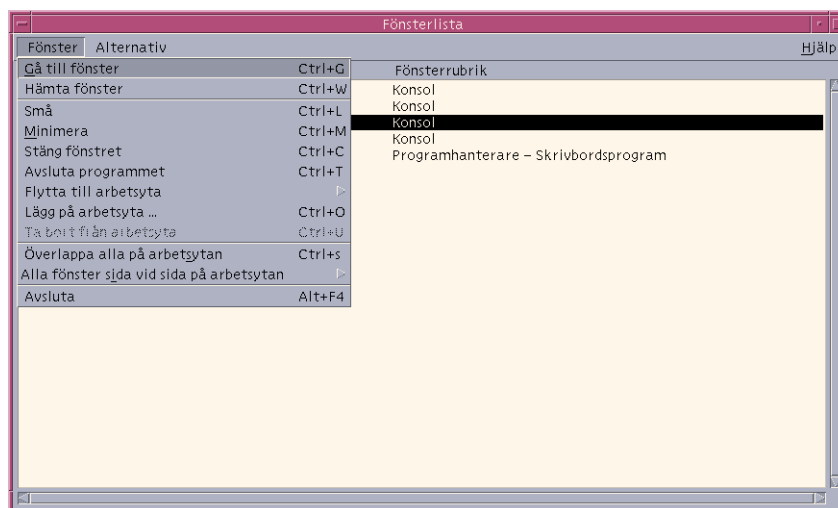 Fönsterlista
Fönster Alternativ Hjälp
Fönsterrubrik
Gå till fönster Ctrl+G
Hämta fönster Ctrl+W
Små Ctrl+L
Minimera Ctrl+M
Stäng fönstret Ctrl+C
Avsluta programmet Ctrl+T
Flytta till arbetsyta
Lägg på arbetsyta ... Ctrl+O
Ta bort från arbetsyta Ctrl+U
Överlappa alla på arbetsytan Ctrl+s
Alla fönster sida vid sida på arbetsytan
Avsluta Alt+F4
Konsol
Konsol
Konsol
Konsol
Programhanterare – Skrivbordsprogram